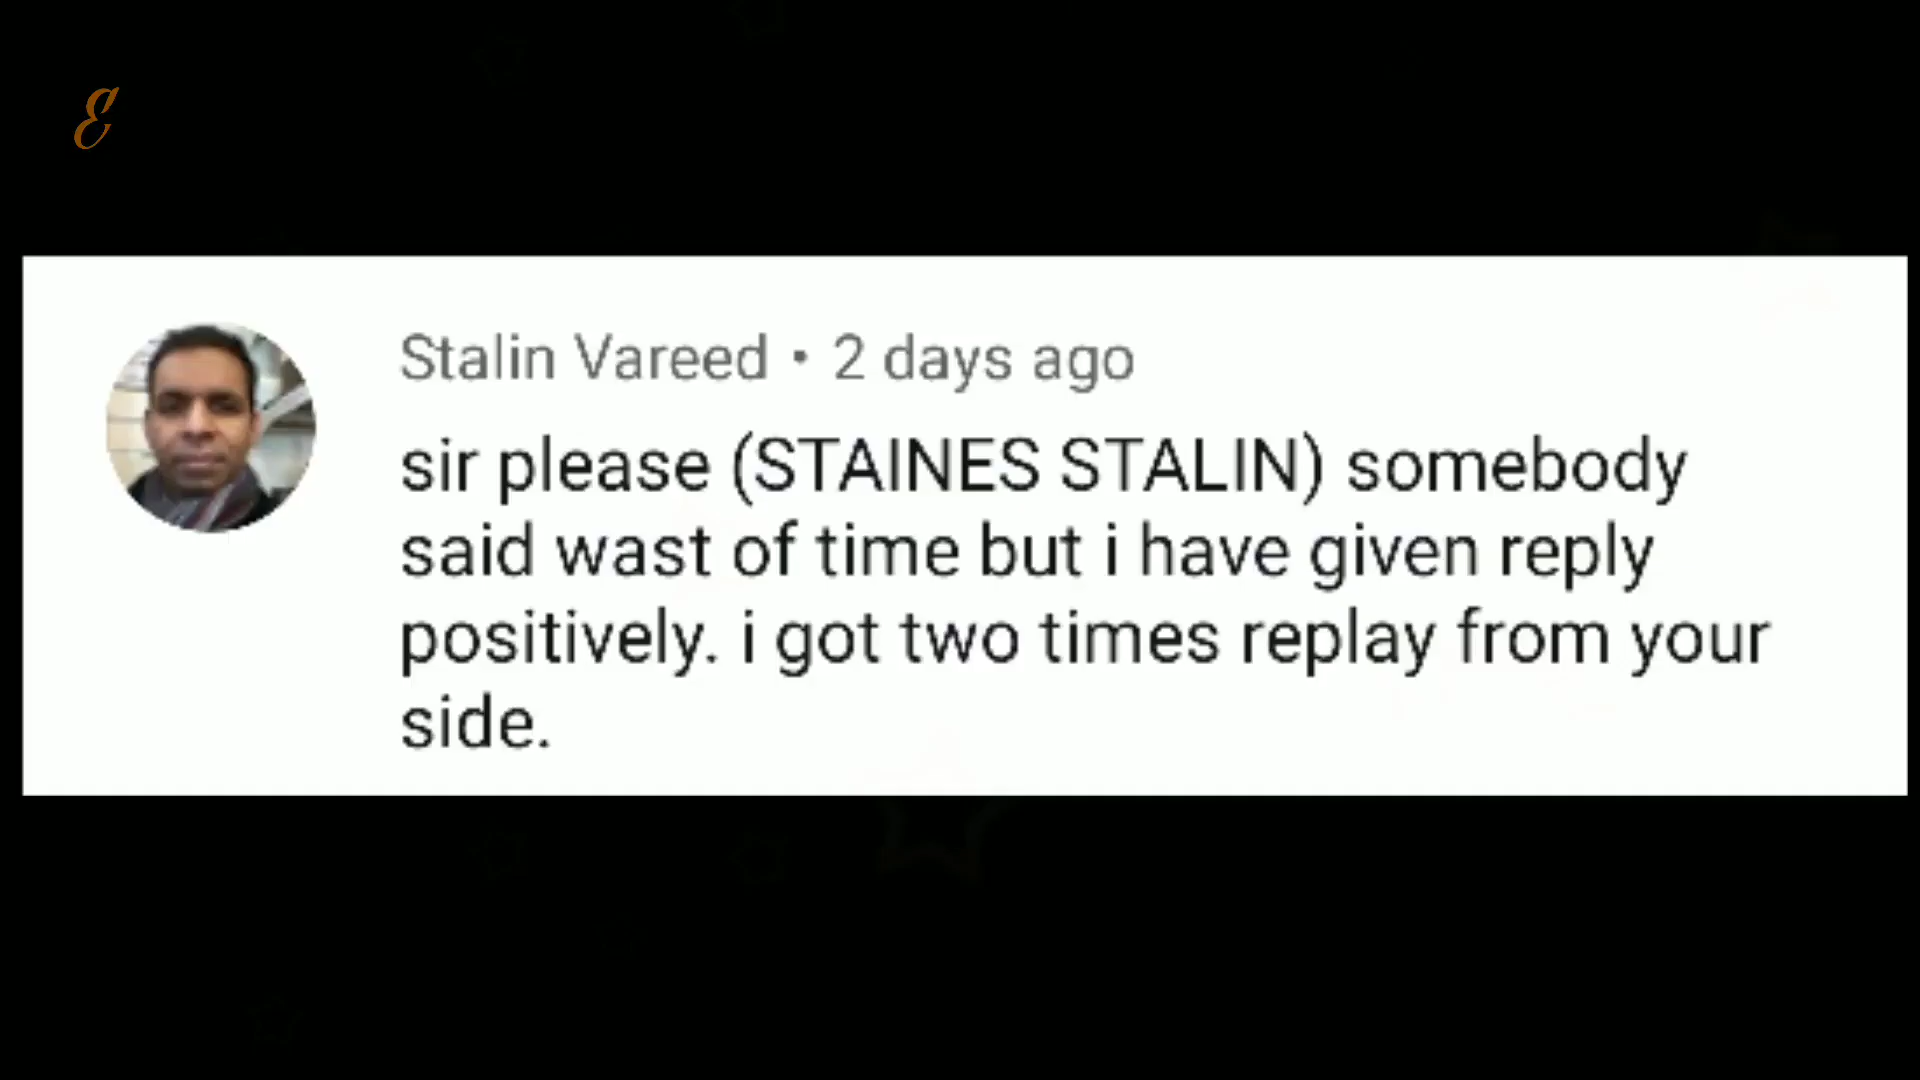 E
Stalin Vareed • 2 days ago
sir please (STAINES STALIN) somebody
said wast of time but i have given reply
positively. i got two times replay from your
side.